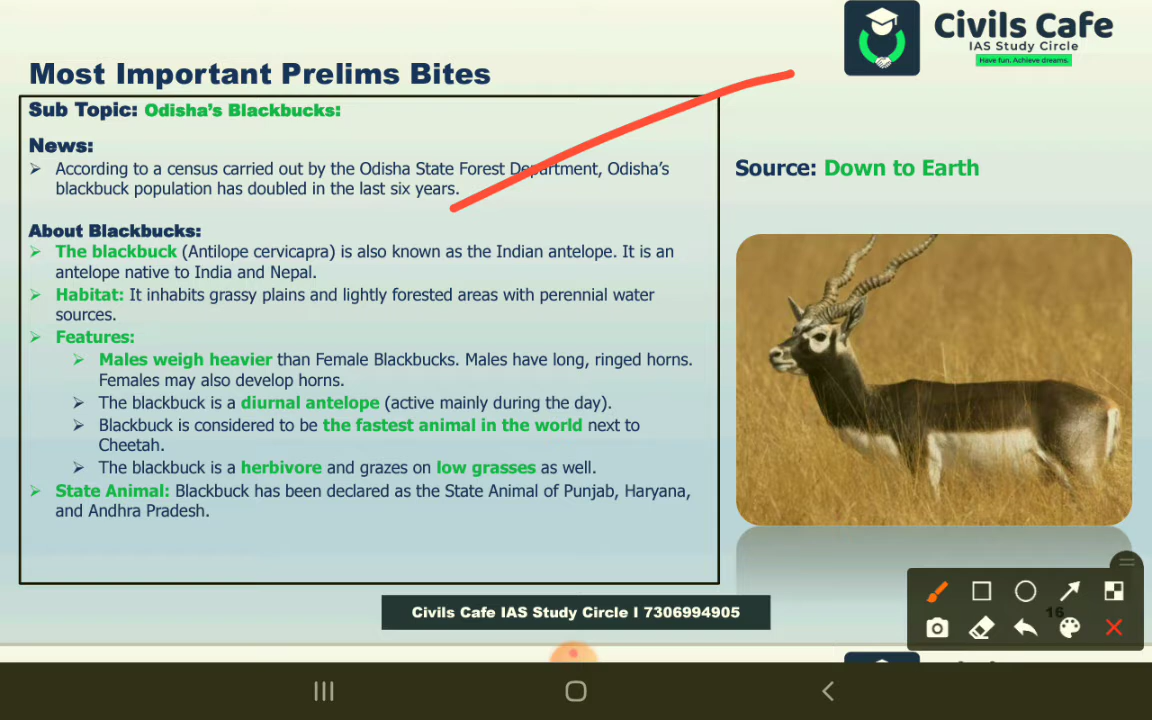 Civils Cafe
IAS Study Circle
Have fun. Achieve dreams.
Most Important Prelims Bites
Sub Topic: Odisha's Blackbucks:
News:
➢ According to a census carried out by the Odisha State Forest Department, Odisha's
blackbuck population has doubled in the last six years.
Source: Down to Earth
About Blackbucks:
➢ The blackbuck (Antilope cervicapra) is also known as the Indian antelope. It is an
antelope native to India and Nepal.
➢ Habitat: It inhabits grassy plains and lightly forested areas with perennial water
sources.
➢ Features:
➢ Males weigh heavier than Female Blackbucks. Males have long, ringed horns.
Females may also develop horns.
➢ The blackbuck is a diurnal antelope (active mainly during the day).
➢ Blackbuck is considered to be the fastest animal in the world next to
Cheetah.
➢ The blackbuck is a herbivore and grazes on low grasses as well.
➢ State Animal: Blackbuck has been declared as the State Animal of Punjab, Haryana,
and Andhra Pradesh.
Civils Cafe IAS Study Circle I 7306994905
16